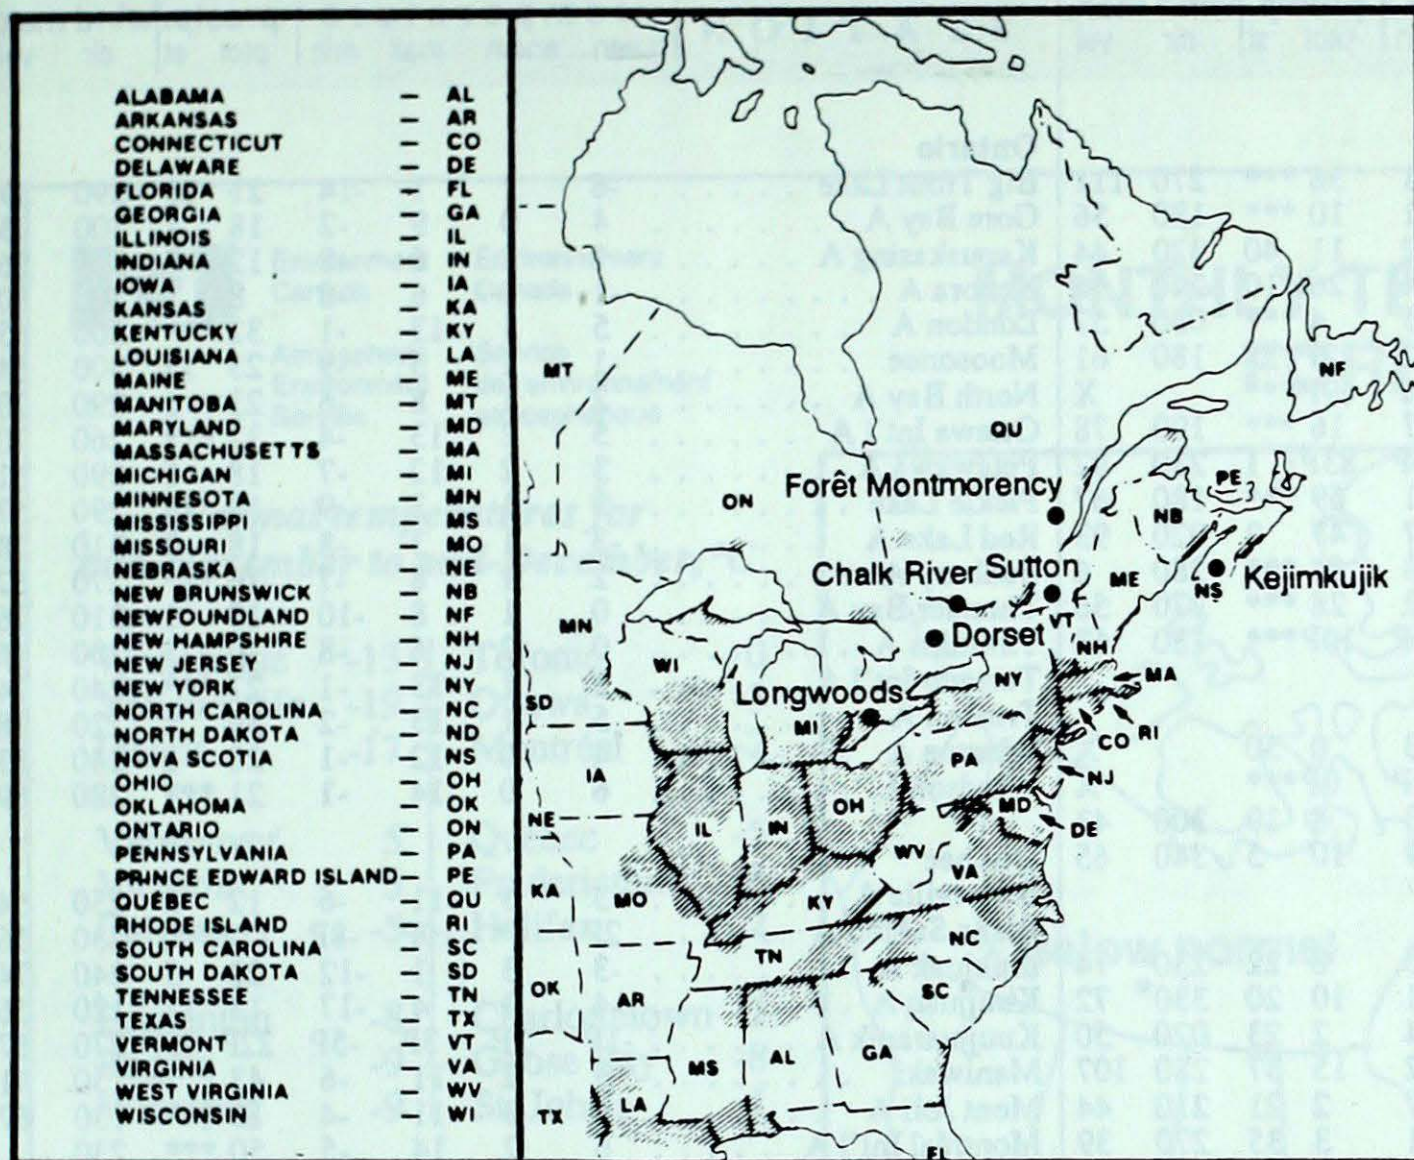 ALABAMA — AL
ARKANSAS — AR
CONNECTICUT — CO
DELAWARE — DE
FLORIDA — FL
GEORGIA — GA
ILLINOIS — IL
INDIANA — IN
IOWA — IA
KANSAS — KA
KENTUCKY — KY
LOUISIANA — LA
MAINE — ME
MANITOBA — MT
MARYLAND — MD
MASSACHUSETTS — MA
MICHIGAN — MI
MINNESOTA — MN
MISSISSIPPI — MS
MISSOURI — MO
NEBRASKA — NE
NEW BRUNSWICK — NB
NEWFOUNDLAND — NF
NEW HAMPSHIRE — NH
NEW JERSEY — NJ
NEW YORK — NY
NORTH CAROLINA — NC
NORTH DAKOTA — ND
NOVA SCOTIA — NS
OHIO — OH
OKLAHOMA — OK
ONTARIO — ON
PENNSYLVANIA — PA
PRINCE EDWARD ISLAND — PE
QUÉBEC — QU
RHODE ISLAND — RI
SOUTH CAROLINA — SC
SOUTH DAKOTA — SD
TENNESSEE — TN
TEXAS — TX
VERMONT — VT
VIRGINIA — VA
WEST VIRGINIA — WV
WISCONSIN — WI
MT
NF
QU
PE
Forêt Montmorency
ON
NB
Chalk River
Sutton
ME
NS
Kejimkujik
VT
MN
Dorset
NH
WI
NY
MA
Longwoods
SD
MI
CO
RI
IA
PA
NJ
NE
IL
IN
OH
MD
DE
WV
VA
KA
MO
KY
TN
NC
OK
AR
SC
MS
AL
GA
TX
LA
FL